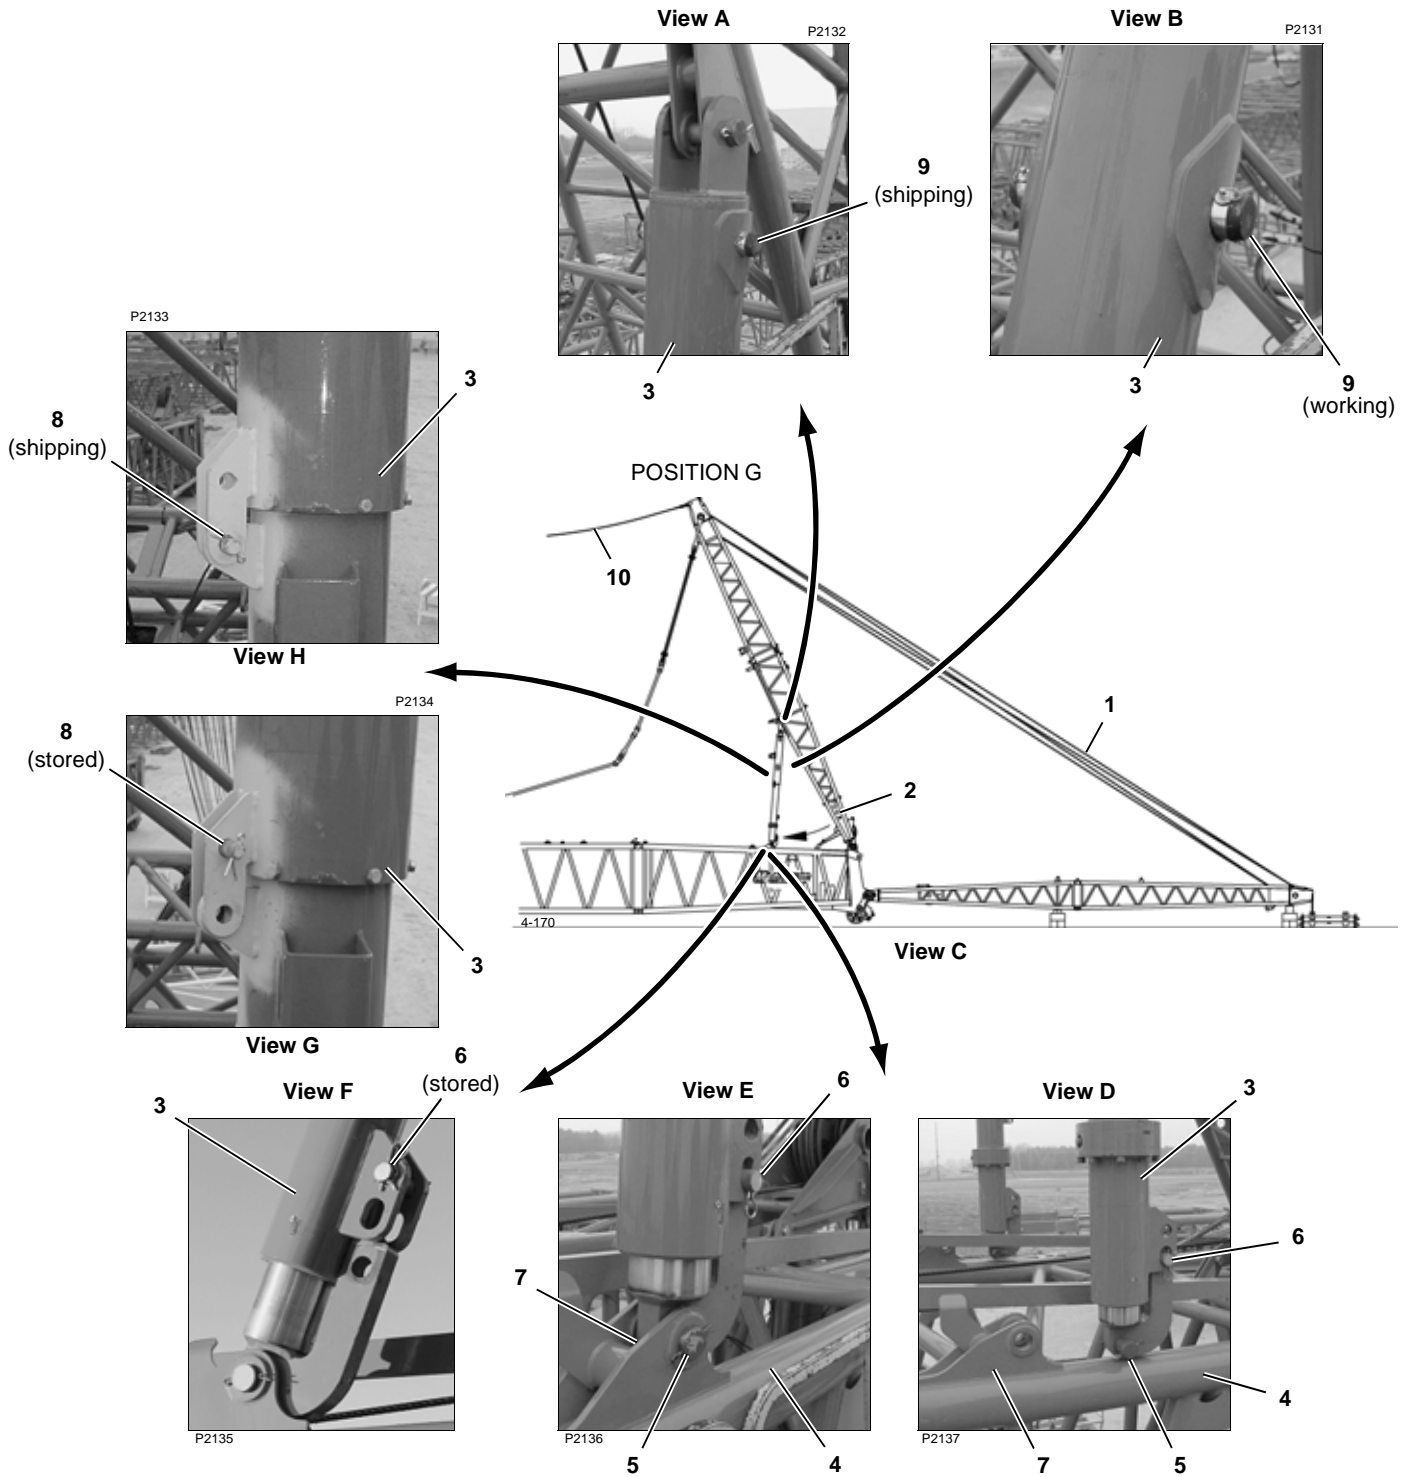 View A
View B
P2132
P2131
9
(shipping)
3
3
9
(working)
P2133
3
8
(shipping)
View H
POSITION G
10
1
2
4-170
View C
P2134
8
(stored)
3
View G
6
(stored)
View F
3
P2135
View E
6
7
P2136
5
4
View D
3
6
4
P2137
7
5